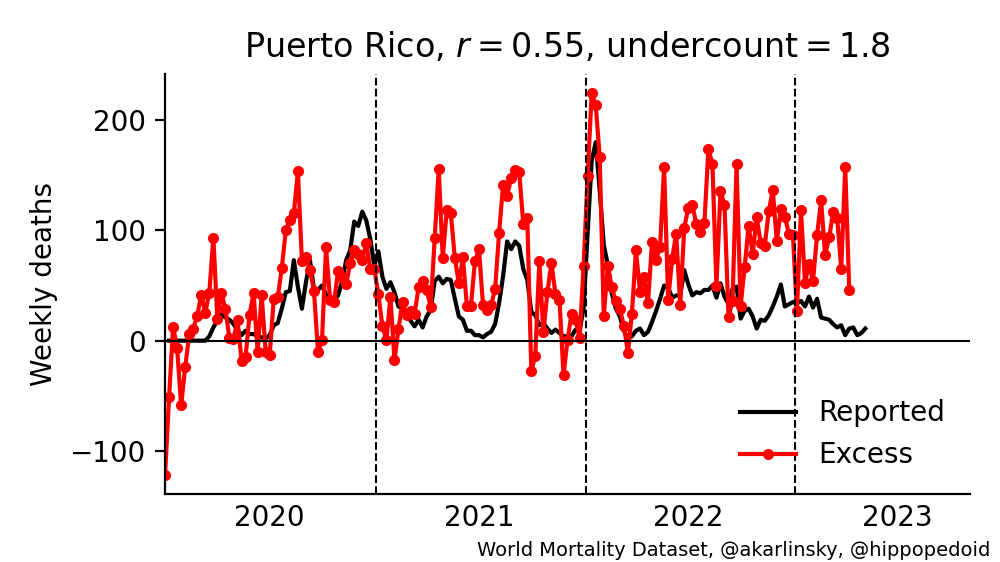 Puerto Rico, r = 0.55, undercount = 1.8
Weekly deaths
200
100
0
−100
Reported
Excess
2020 2021 2022 2023
World Mortality Dataset, @akarlinsky, @hippopedoid